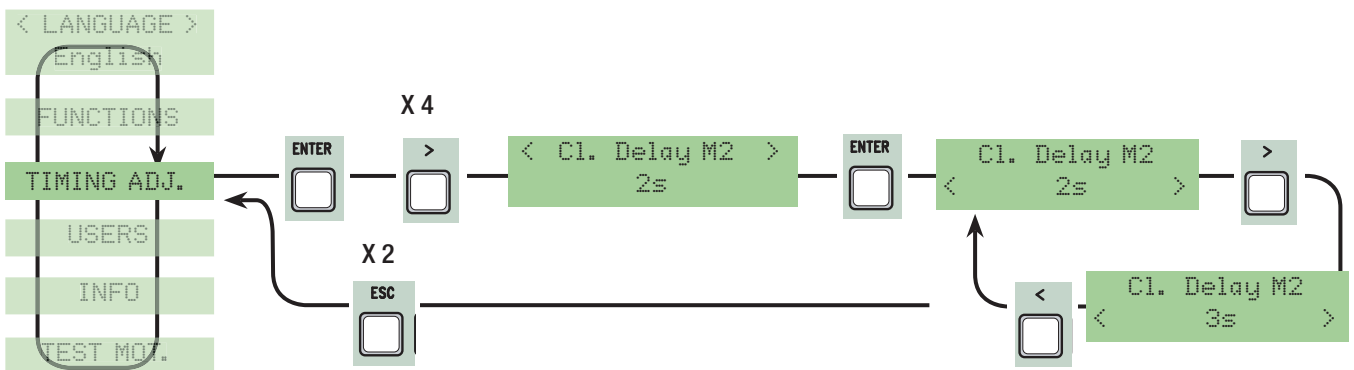 < LANGUAGE >
English
FUNCTIONS
TIMING ADJ.
USERS
INFO
TEST MOT.
ENTER
X 4
>
< Cl. Delay M2 >
2s
ENTER
Cl. Delay M2
< 2s >
>
Cl. Delay M2
< 3s >
<
X 2
ESC